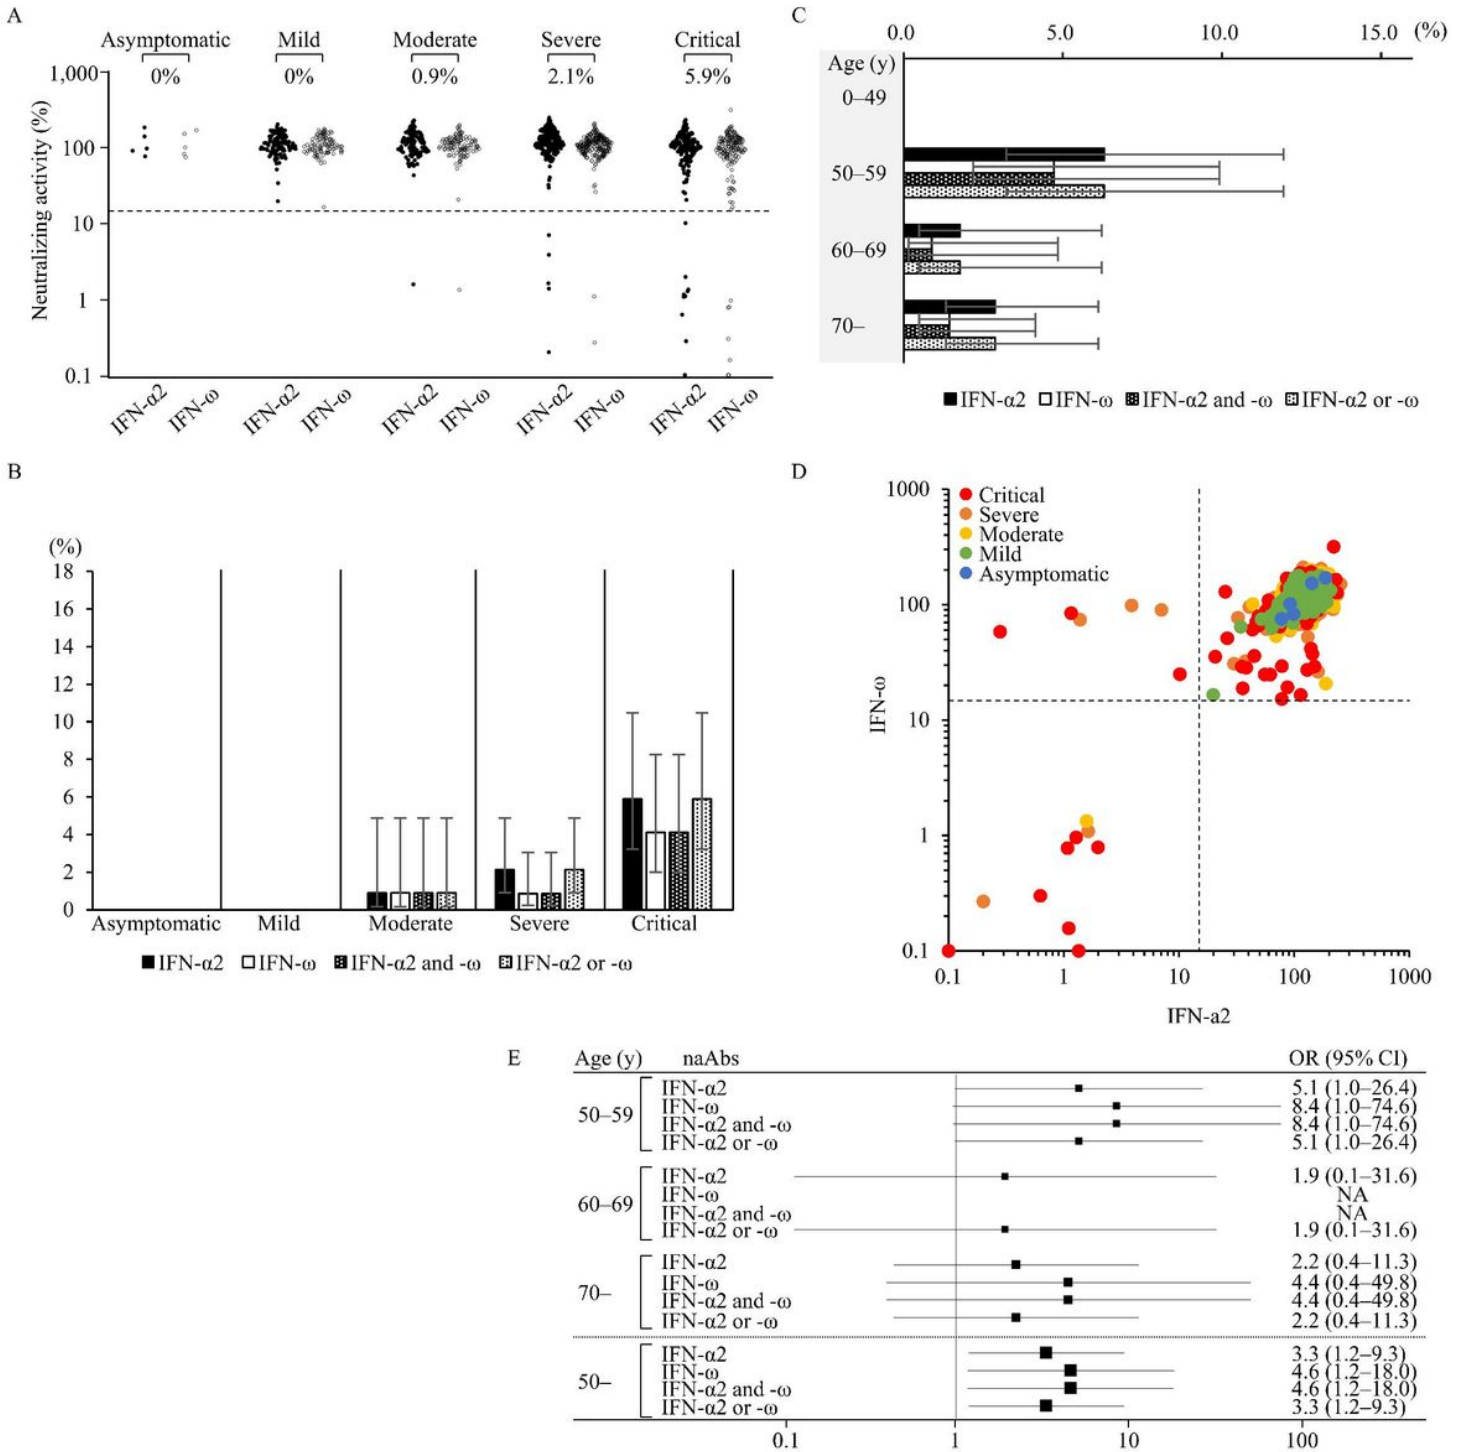 A
Asymptomatic Mild Moderate Severe Critical
0% 0% 0.9% 2.1% 5.9%
Neutralizing activity (%)
1,000
100
10
1
0.1
IFN-α2 IFN-ω IFN-α2 IFN-ω IFN-α2 IFN-ω IFN-α2 IFN-ω IFN-α2 IFN-ω
C
0.0 5.0 10.0 15.0 (%)
Age (y)
0–49
50–59
60–69
70–
IFN-α2 IFN-ω IFN-α2 and -ω IFN-α2 or -ω
B
(%)
18
16
14
12
10
8
6
4
2
0
Asymptomatic Mild Moderate Severe Critical
IFN-α2 IFN-ω IFN-α2 and -ω IFN-α2 or -ω
D
Critical
Severe
Moderate
Mild
Asymptomatic
IFN-ω
1000
100
10
1
0.1
0.1 1 10 100 1000
IFN-a2
E Age (y) naAbs OR (95% CI)
50–59
IFN-α2 5.1 (1.0–26.4)
IFN-ω 8.4 (1.0–74.6)
IFN-α2 and -ω 8.4 (1.0–74.6)
IFN-α2 or -ω 5.1 (1.0–26.4)
60–69
IFN-α2 1.9 (0.1–31.6)
IFN-ω NA
IFN-α2 and -ω NA
IFN-α2 or -ω 1.9 (0.1–31.6)
70–
IFN-α2 2.2 (0.4–11.3)
IFN-ω 4.4 (0.4–49.8)
IFN-α2 and -ω 4.4 (0.4–49.8)
IFN-α2 or -ω 2.2 (0.4–11.3)
50–
IFN-α2 3.3 (1.2–9.3)
IFN-ω 4.6 (1.2–18.0)
IFN-α2 and -ω 4.6 (1.2–18.0)
IFN-α2 or -ω 3.3 (1.2–9.3)
0.1 1 10 100